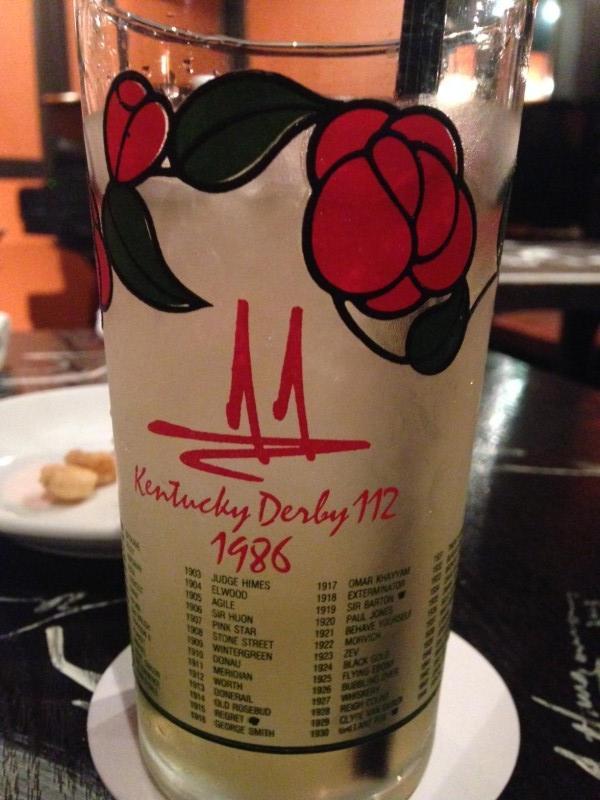 Kentucky Derby 112
1986
1903 JUDGE HIMES
1904 ELWOOD
1905 AGILE
1906 SIR HUON
1907 PINK STAR
1908 STONE STREET
1909 WINTERGREEN
1910 DONAU
1911 MERIDIAN
1912 WORTH
1913 DONERAIL
1914 OLD ROSEBUD
1915 REGRET
1916 GEORGE SMITH
1917 OMAR KHAYYAM
1918 EXTERMINATOR
1919 SIR BARTON
1920 PAUL JONES
1921 BEHAVE YOURSELF
1922 MORVICH
1923 ZEV
1924 BLACK GOLD
1925 FLYING EBONY
1926 BUBBLING OVER
1927 WHISKERY
1928 REIGH COUNT
1929 CLYDE VAN DUSEN
1930 GALLANT FOX